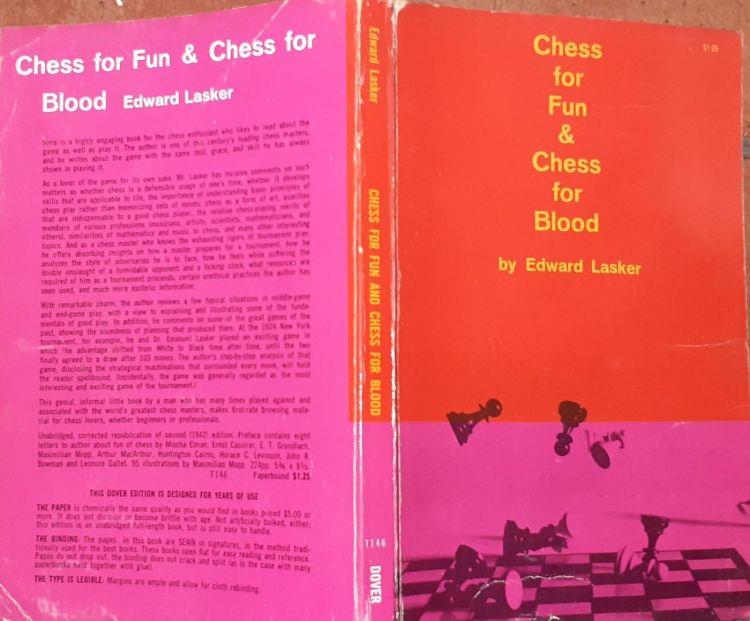 Chess for Fun & Chess for
Blood Edward Lasker
Here is a highly engaging book for the chess enthusiast who likes to read about the
game as well as play it. The author is one of this century's leading chess masters,
and he writes about the game with the same zest, grace, and skill he has always
shown in playing it.
As a lover of the game for its own sake, Mr. Lasker has incisive comments on such
matters as whether chess is a defensible usage of one's time, whether it develops
skills that are applicable to life, the importance of understanding basic principles of
chess play rather than memorizing sets of moves, chess as a form of art, qualities
that are indispensable to a good chess player, the relative chess-playing merits of
members of various professions (musicians, artists, scientists, mathematicians, and
others), similarities of mathematics and music to chess, and many other interesting
topics. And as a chess master who knows the exhausting rigors of tournament play,
he offers absorbing insights on how a master prepares for a tournament, how he
analyzes the style of adversaries he is to face, how he feels while suffering the
double onslaught of a formidable opponent and a ticking clock, what resources are
required of him as a tournament proceeds, certain unethical practices the author has
seen used, and much more esoteric information.
With remarkable charm, the author reviews a few typical situations in middle-game
and end-game play, with a view to explaining and illustrating some of the funda-
mentals of good play. In addition, he comments on some of the great games of the
past, showing the soundness of planning that produced them. At the 1924 New York
tournament, for example, he and Dr. Emanuel Lasker played an exciting game in
which the advantage shifted from White to Black time after time, until the two
finally agreed to a draw after 103 moves. The author's step-by-step analysis of that
game, disclosing the strategical machinations that surrounded every move, will hold
the reader spellbound. (Incidentally, the game was generally regarded as the most
interesting and exciting game of the tournament.)
This genial, informal little book by a man who has many times played against and
associated with the world's greatest chess masters, makes first-rate browsing mate-
rial for chess lovers, whether beginners or professionals.
Unabridged, corrected republication of second (1942) edition. Preface contains eight
letters to author about fun of chess by Mischa Elman, Ernst Cassirer, E. T. Grundlach,
Maximilian Mopp, Arthur MacArthur, Huntington Cairns, Horace C. Levinson, John R.
Bowman and Leonore Gallet. 95 illustrations by Maximilian Mopp. 224pp. 5⅜ x 8½.
T146 Paperbound $1.25
THIS DOVER EDITION IS DESIGNED FOR YEARS OF USE
THE PAPER is chemically the same quality as you would find in books priced $5.00 or
more. It does not discolor or become brittle with age. Not artificially bulked, either;
this edition is an unabridged full-length book, but is still easy to handle.
THE BINDING. The pages in this book are SEWN in signatures, in the method tradi-
tionally used for the best books. These books open flat for easy reading and reference.
Pages do not drop out, the binding does not crack and split (as is the case with many
paperbooks held together with glue).
THE TYPE IS LEGIBLE: Margins are ample and allow for cloth rebinding.
Edward Lasker
CHESS FOR FUN AND CHESS FOR BLOOD
T146
DOVER
$1.25
Chess
for
Fun
&
Chess
for
Blood
by Edward Lasker